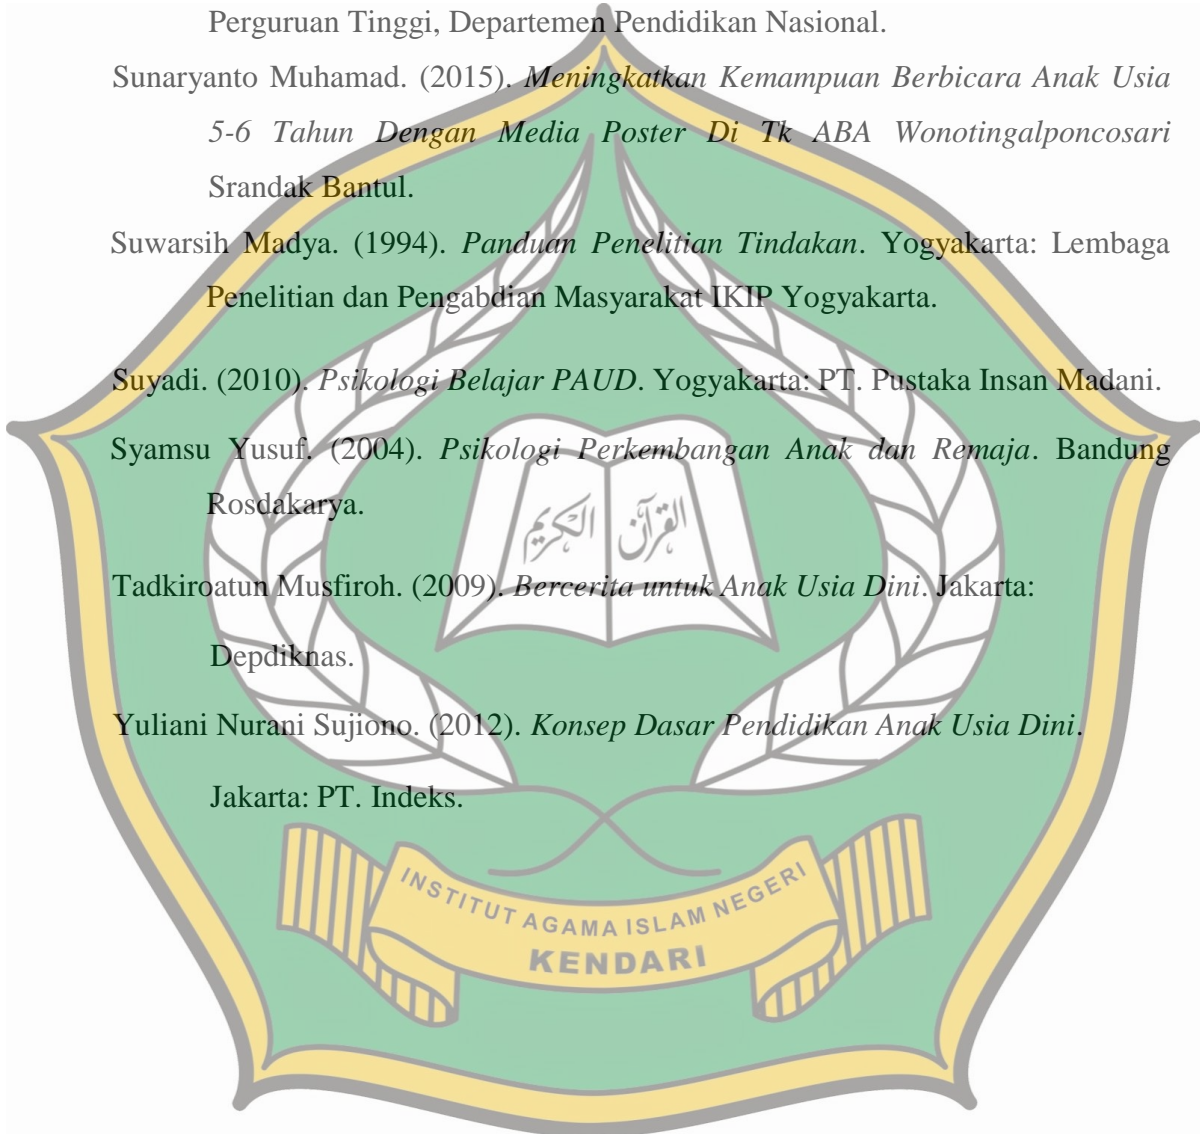 Perguruan Tinggi, Departemen Pendidikan Nasional.
Sunaryanto Muhamad. (2015). Meningkatkan Kemampuan Berbicara Anak Usia
5-6 Tahun Dengan Media Poster Di Tk ABA Wonotingalponcosari
Srandak Bantul.
Suwarsih Madya. (1994). Panduan Penelitian Tindakan. Yogyakarta: Lembaga
Penelitian dan Pengabdian Masyarakat IKIP Yogyakarta.
Suyadi. (2010). Psikologi Belajar PAUD. Yogyakarta: PT. Pustaka Insan Madani.
Syamsu Yusuf. (2004). Psikologi Perkembangan Anak dan Remaja. Bandung
Rosdakarya.
القرآن الكريم
Tadkiroatun Musfiroh. (2009). Bercerita untuk Anak Usia Dini. Jakarta:
Depdiknas.
Yuliani Nurani Sujiono. (2012). Konsep Dasar Pendidikan Anak Usia Dini.
Jakarta: PT. Indeks.
INSTITUT AGAMA ISLAM NEGERI
KENDARI